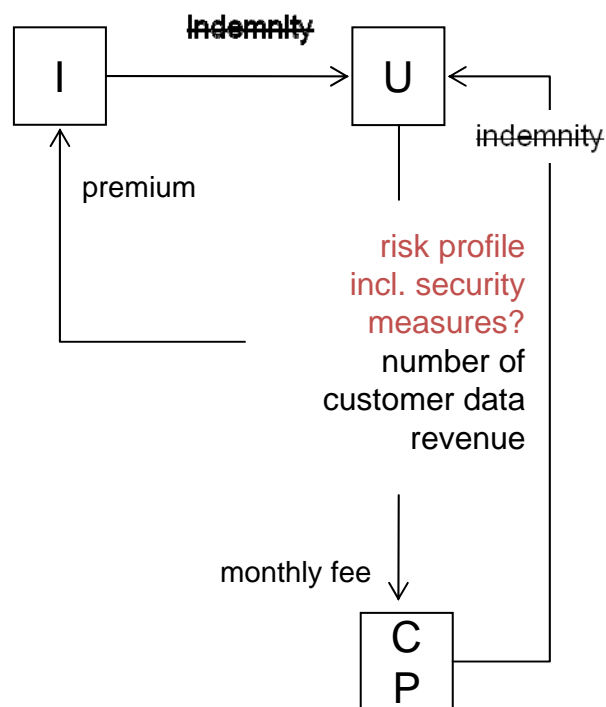 Indemnity
I
U
indemnity
premium
risk profile
incl. security
measures?
number of
customer data
revenue
monthly fee
C
P